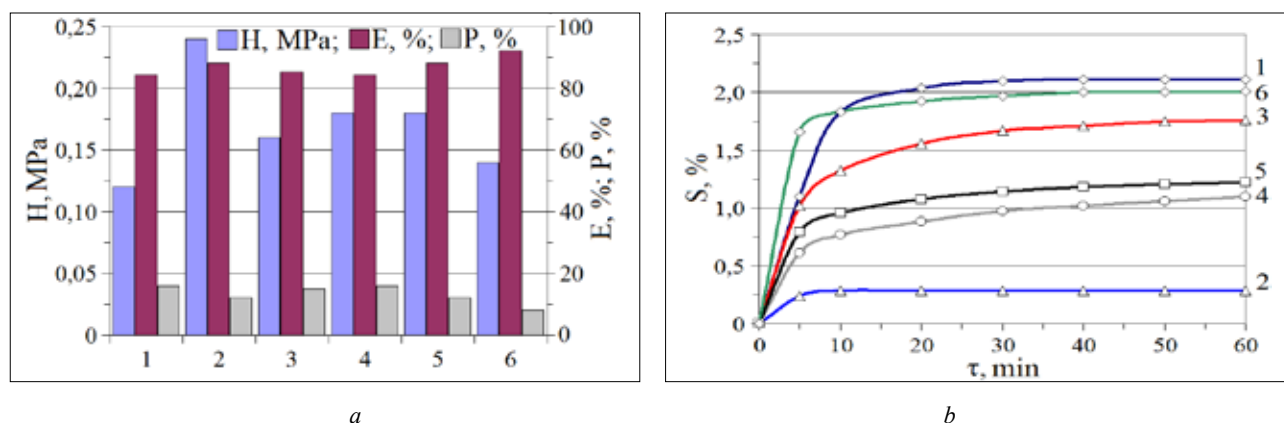 H, MPa; E, %; P, %
0,25
0,20
0,15
0,10
0,05
0
H, MPa
100
80
60
40
20
0
E, %; P, %
1 2 3 4 5 6
a
2,5
2,0
1,5
1,0
0,5
0
S, %
1
6
3
5
4
2
0 10 20 30 40 50 60
τ, min
b